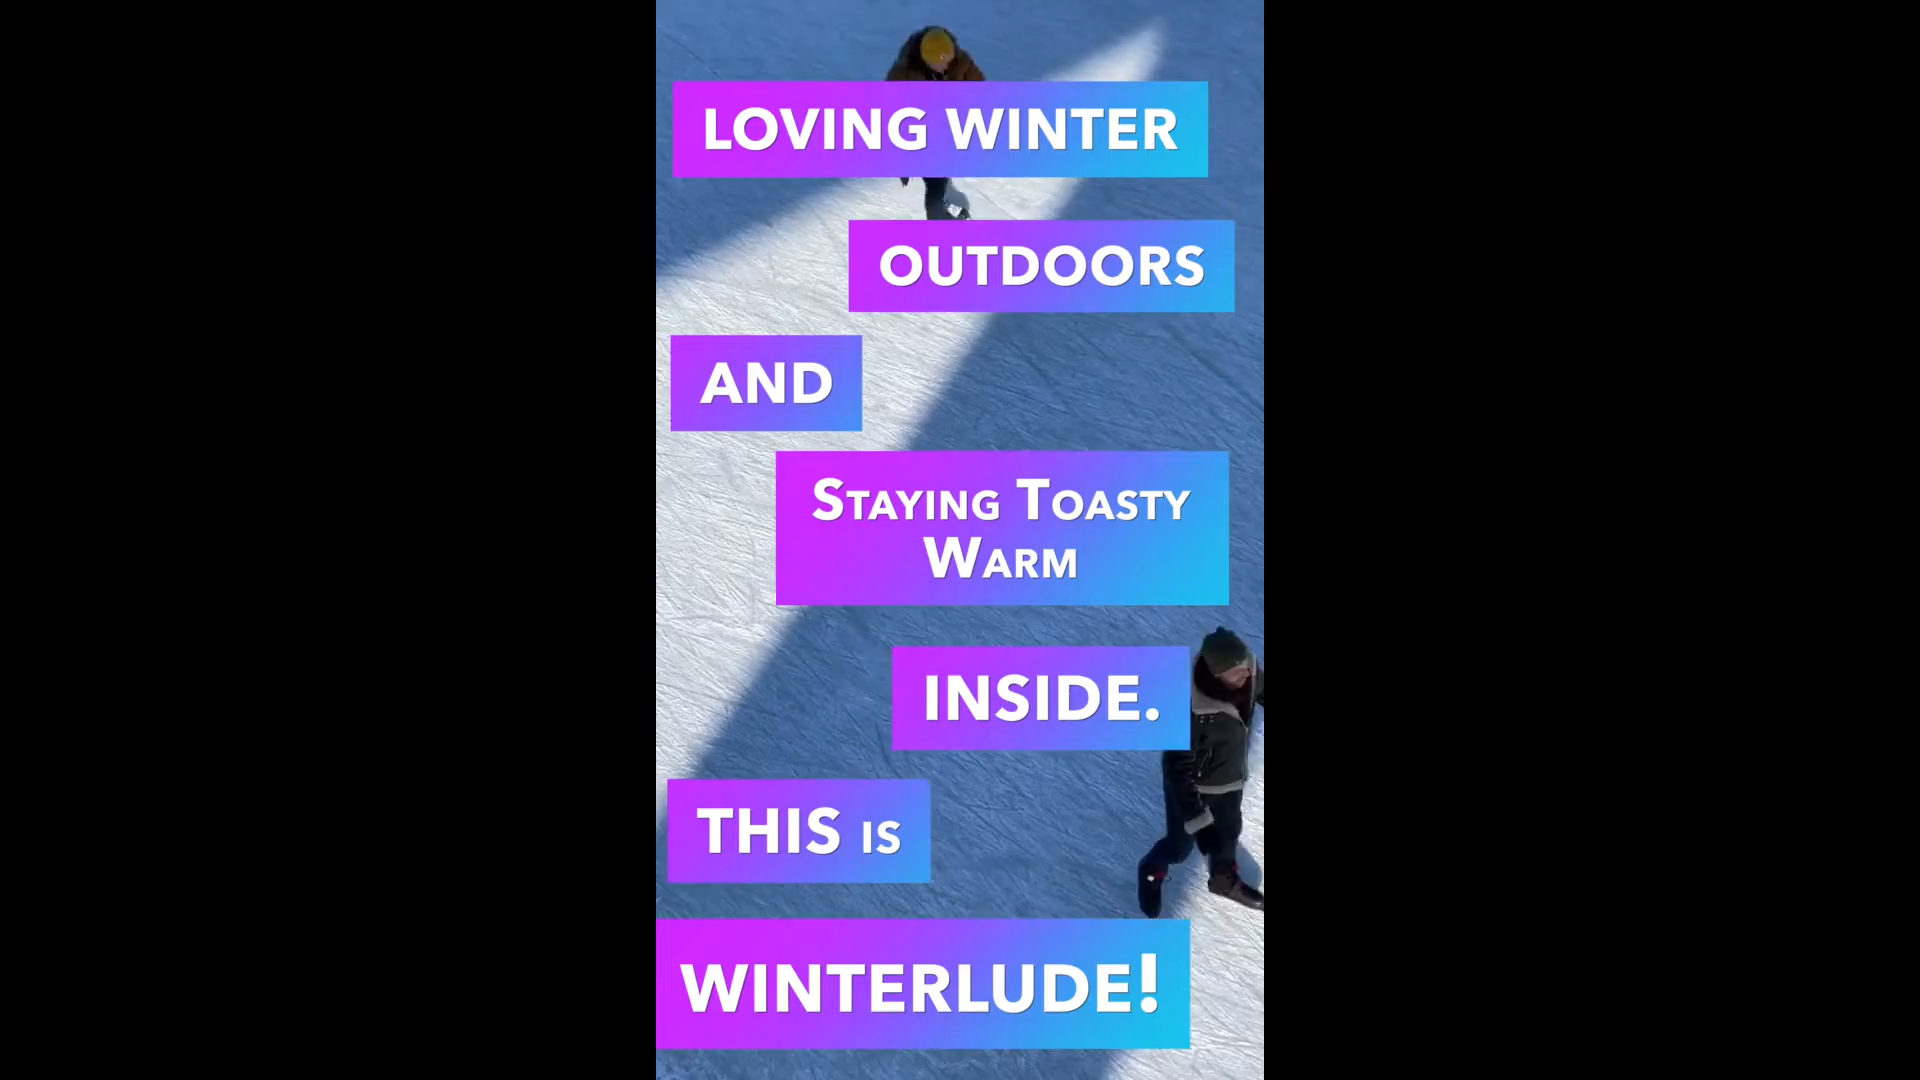 LOVING WINTER
OUTDOORS
AND
STAYING TOASTY
WARM
INSIDE.
THIS IS
WINTERLUDE!